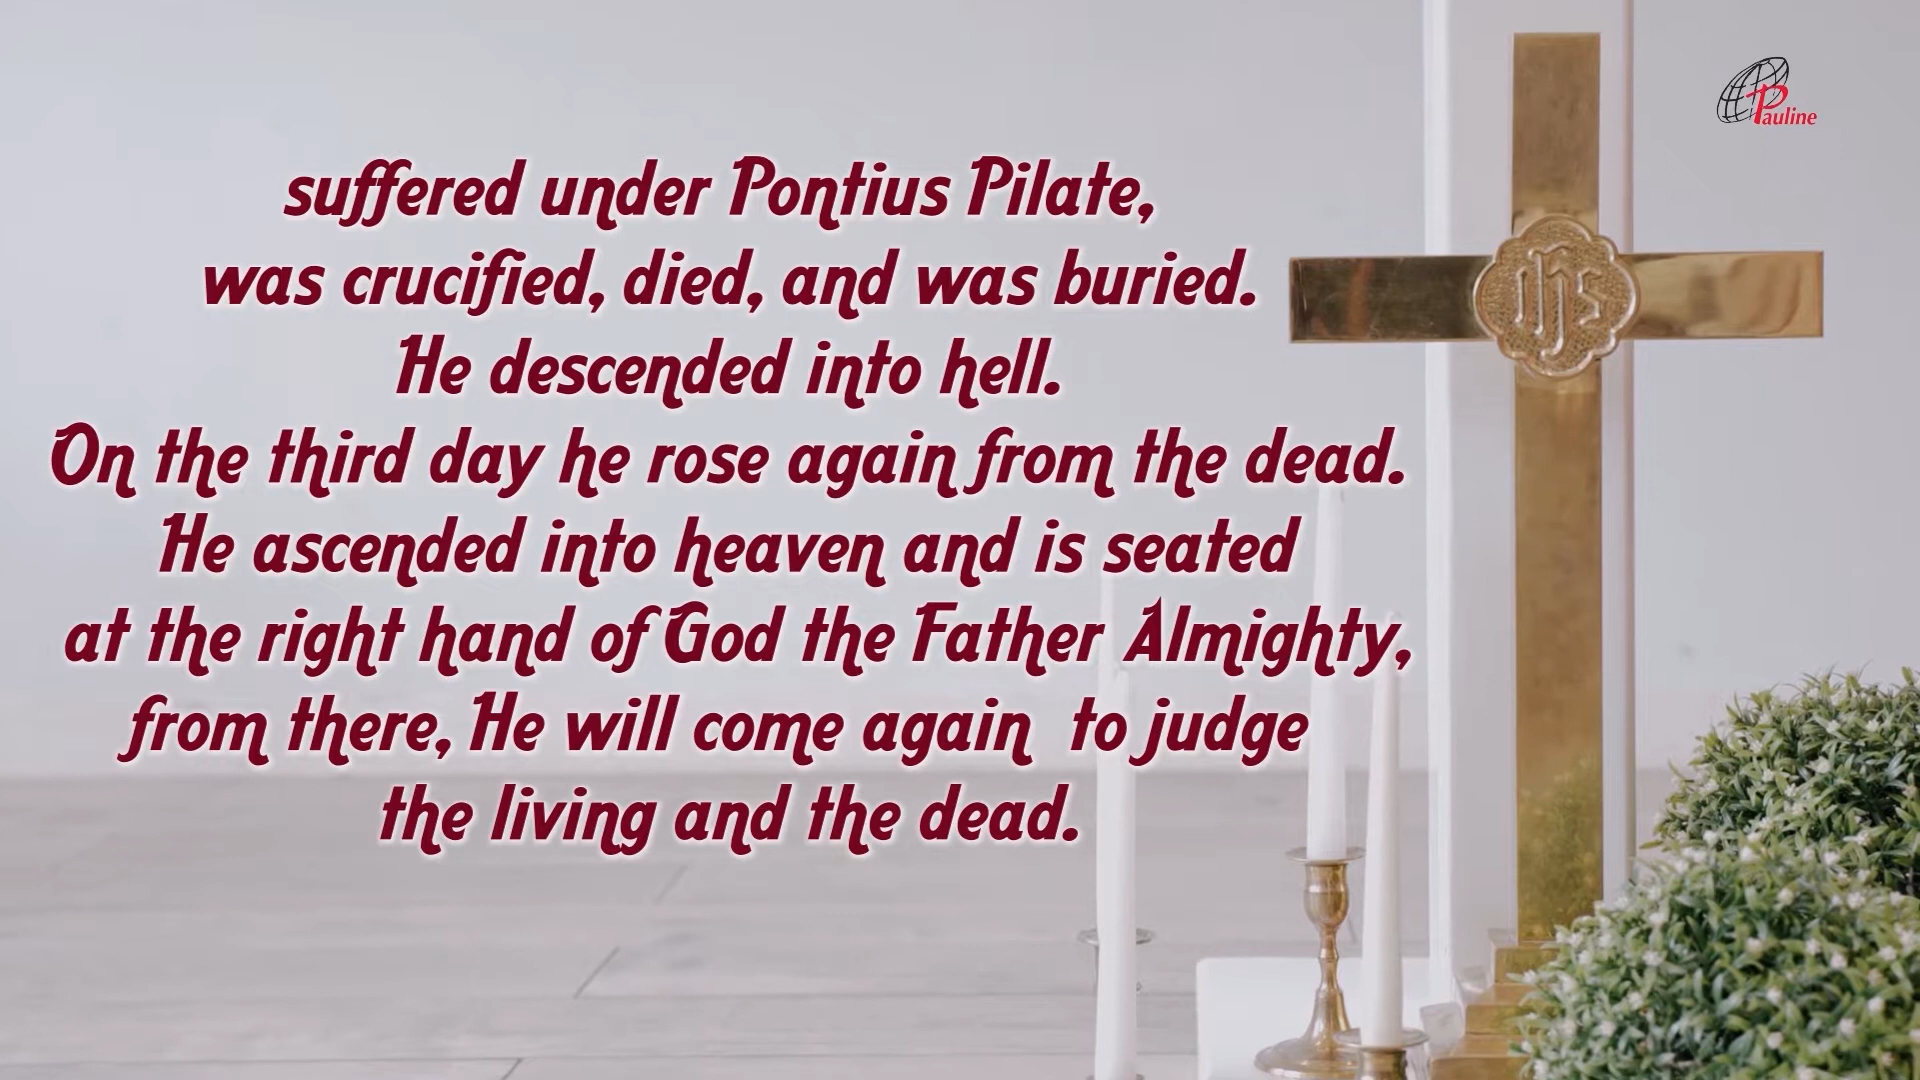 Pauline
suffered under Pontius Pilate,
was crucified, died, and was buried.
He descended into hell.
On the third day he rose again from the dead.
He ascended into heaven and is seated
at the right hand of God the Father Almighty,
from there, He will come again  to judge
the living and the dead.
IHS